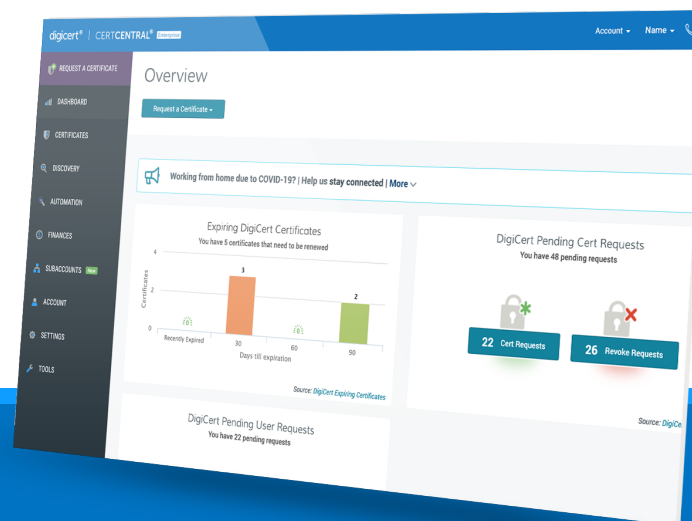 digicert® | CERTCENTRAL® Enterprise
Account Name
REQUEST A CERTIFICATE
DASHBOARD
CERTIFICATES
DISCOVERY
AUTOMATION
FINANCES
SUBACCOUNTS New
ACCOUNT
SETTINGS
TOOLS
Overview
Request a Certificate
Working from home due to COVID-19? | Help us stay connected | More
Expiring DigiCert Certificates
You have 5 certificates that need to be renewed
Certificates
4
2
0
[0]
3
[0]
2
Recently Expired
30
60
90
Days till expiration
Source: DigiCert Expiring Certificates
DigiCert Pending Cert Requests
You have 48 pending requests
22 Cert Requests
26 Revoke Requests
Source: DigiCe
DigiCert Pending User Requests
You have 22 pending requests